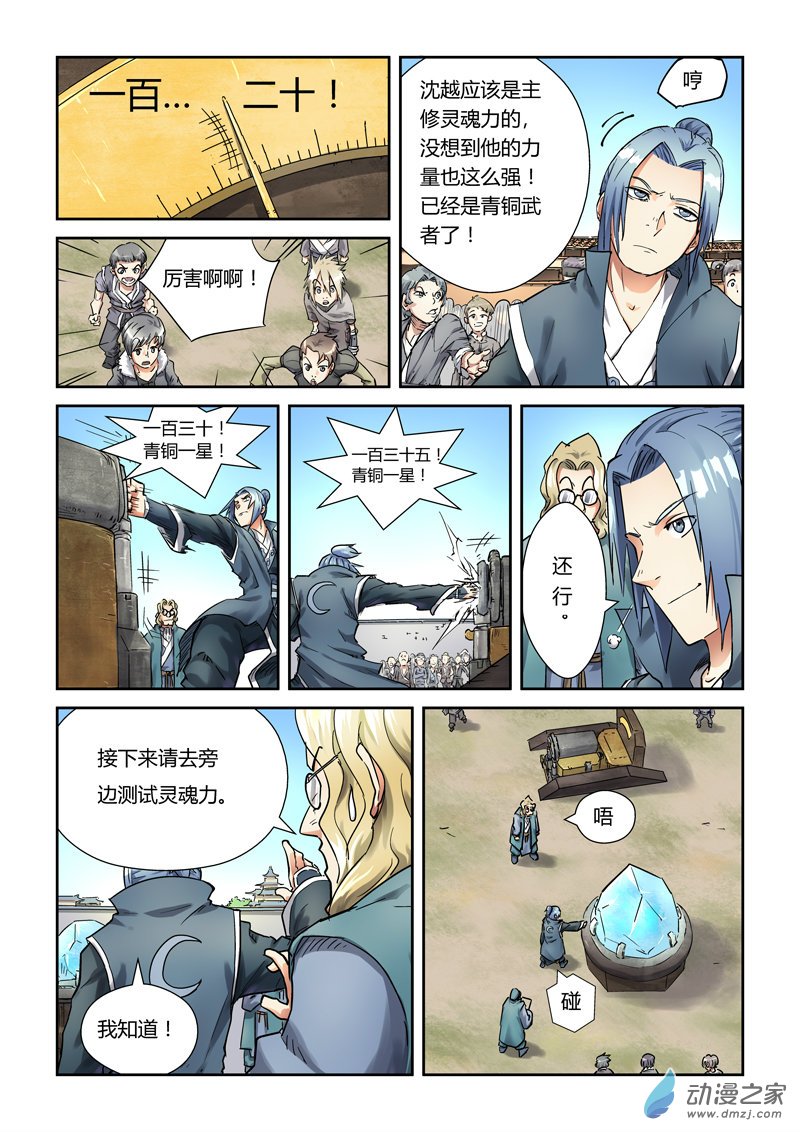 一百… 二十！
哼
沈越应该是主
修灵魂力的，
没想到他的力
量也这么强！
已经是青铜武
者了！
厉害啊啊！
一百三十！
青铜一星！
一百三十五！
青铜一星！
还行。
接下来请去旁
边测试灵魂力。
我知道！
唔
碰
动漫之家
www.dmzj.com